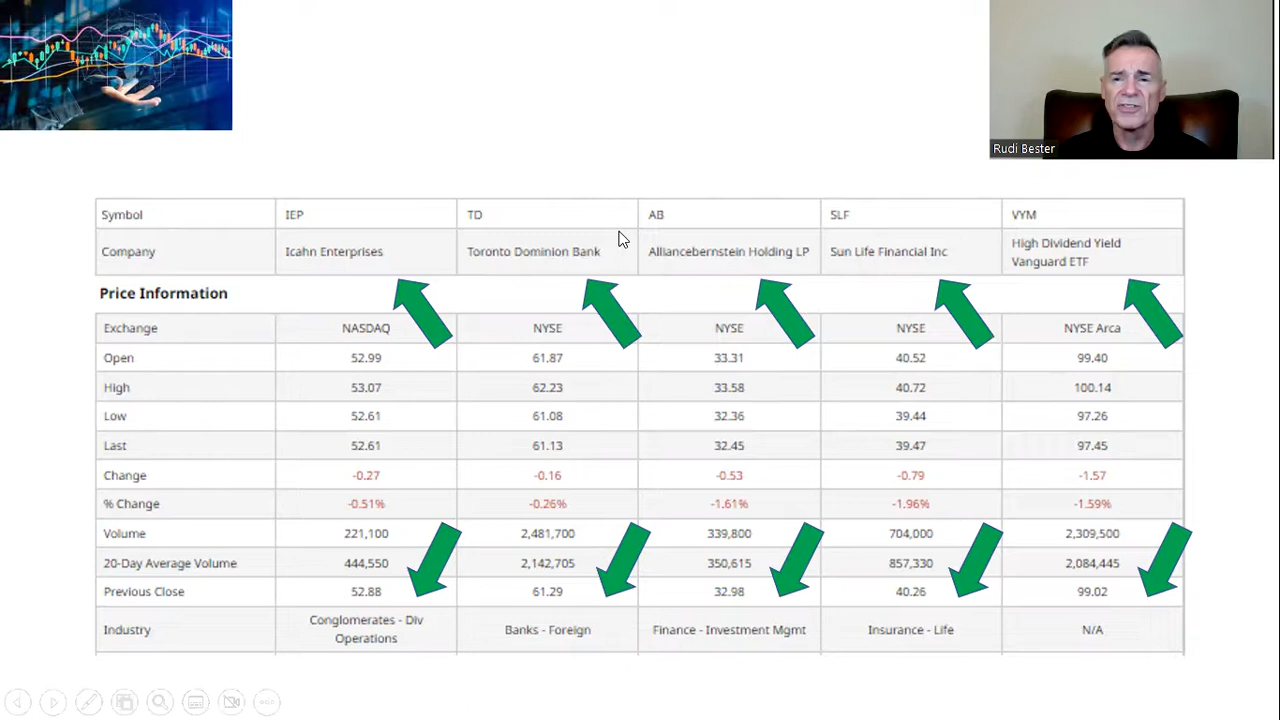 Rudi Bester
Symbol IEP TD AB SLF VYM
Company Icahn Enterprises Toronto Dominion Bank Alliancebernstein Holding LP Sun Life Financial Inc High Dividend Yield
Vanguard ETF
Price Information
Exchange NASDAQ NYSE NYSE NYSE NYSE Arca
Open 52.99 61.87 33.31 40.52 99.40
High 53.07 62.23 33.58 40.72 100.14
Low 52.61 61.08 32.36 39.44 97.26
Last 52.61 61.13 32.45 39.47 97.45
Change -0.27 -0.16 -0.53 -0.79 -1.57
% Change -0.51% -0.26% -1.61% -1.96% -1.59%
Volume 221,100 2,481,700 339,800 704,000 2,309,500
20-Day Average Volume 444,550 2,142,705 350,615 857,330 2,084,445
Previous Close 52.88 61.29 32.98 40.26 99.02
Industry Conglomerates - Div
Operations Banks - Foreign Finance - Investment Mgmt Insurance - Life N/A